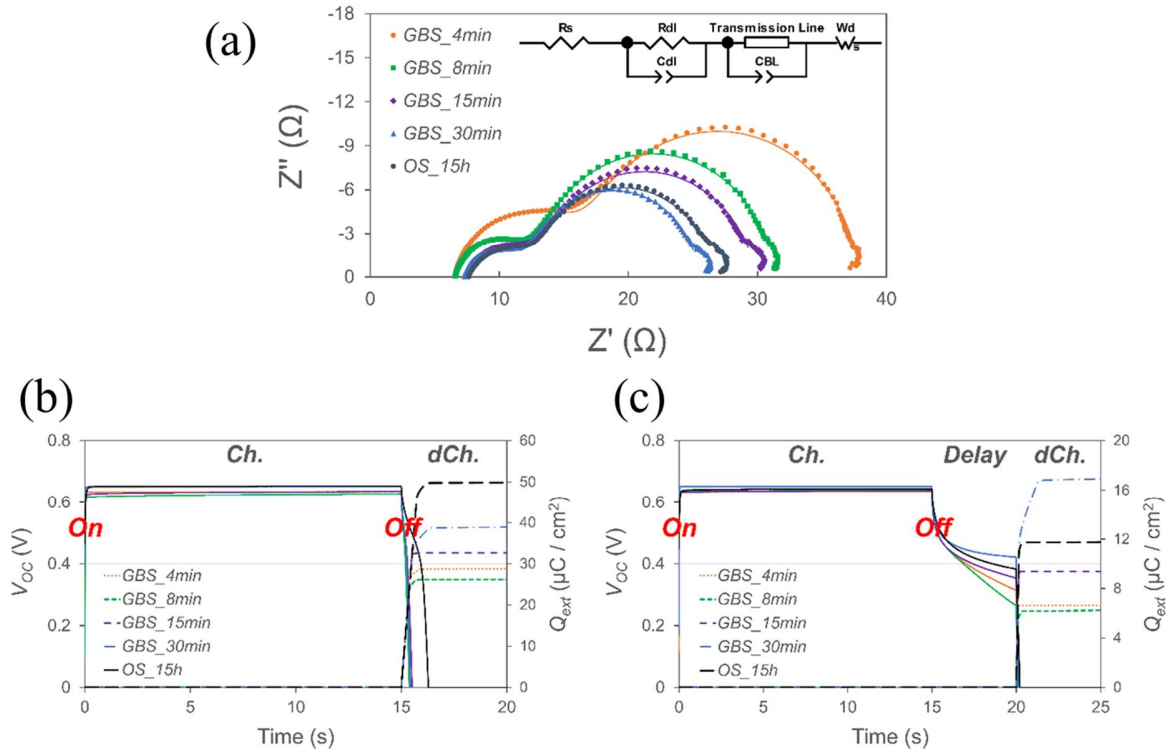 (a)
-18
-15
-12
-9
-6
-3
0
Z'' (Ω)
GBS_4min
GBS_8min
GBS_15min
GBS_30min
OS_15h
Rs
Rdl
Transmission Line
Wd
s
Cdl
CBL
0 10 20 30 40
Z' (Ω)
(b)
Ch.
dCh.
On
Off
0.8
0.6
0.4
0.2
0
V_OC (V)
60
50
40
30
20
10
0
Q_ext (µC / cm²)
GBS_4min
GBS_8min
GBS_15min
GBS_30min
OS_15h
0 5 10 15 20
Time (s)
(c)
Ch.
Delay
dCh.
On
Off
0.8
0.6
0.4
0.2
0
V_OC (V)
20
16
12
8
4
0
Q_ext (µC / cm²)
GBS_4min
GBS_8min
GBS_15min
GBS_30min
OS_15h
0 5 10 15 20 25
Time (s)